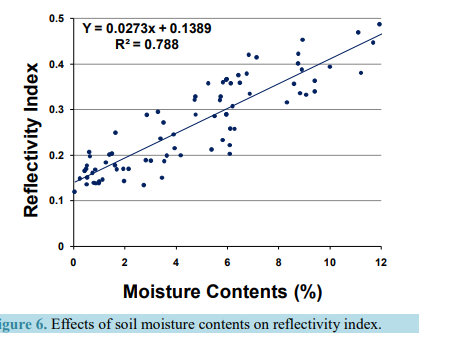 0.5
Y = 0.0273x + 0.1389
R² = 0.788
0.4
0.3
0.2
0.1
0
0 2 4 6 8 10 12
Reflectivity Index
Moisture Contents (%)
igure 6. Effects of soil moisture contents on reflectivity index.